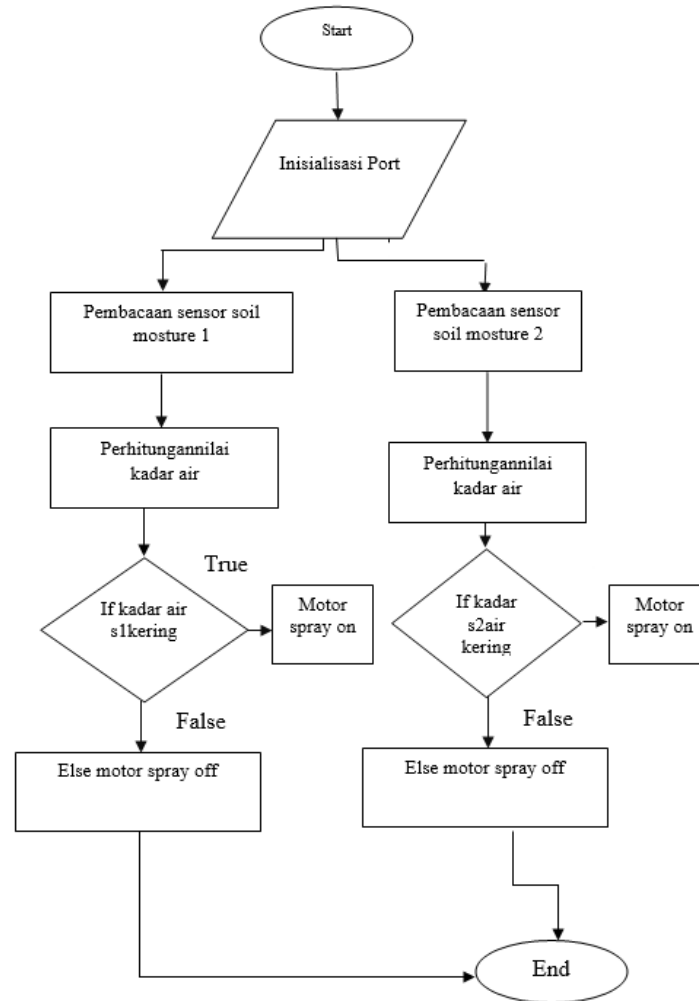 Start
Inisialisasi Port
Pembacaan sensor soil
mosture 1
Pembacaan sensor
soil mosture 2
Perhitungannilai
kadar air
Perhitungannilai
kadar air
True
If kadar air
s1kering
Motor
spray on
If kadar
s2air
kering
Motor
spray on
False
False
Else motor spray off
Else motor spray off
End